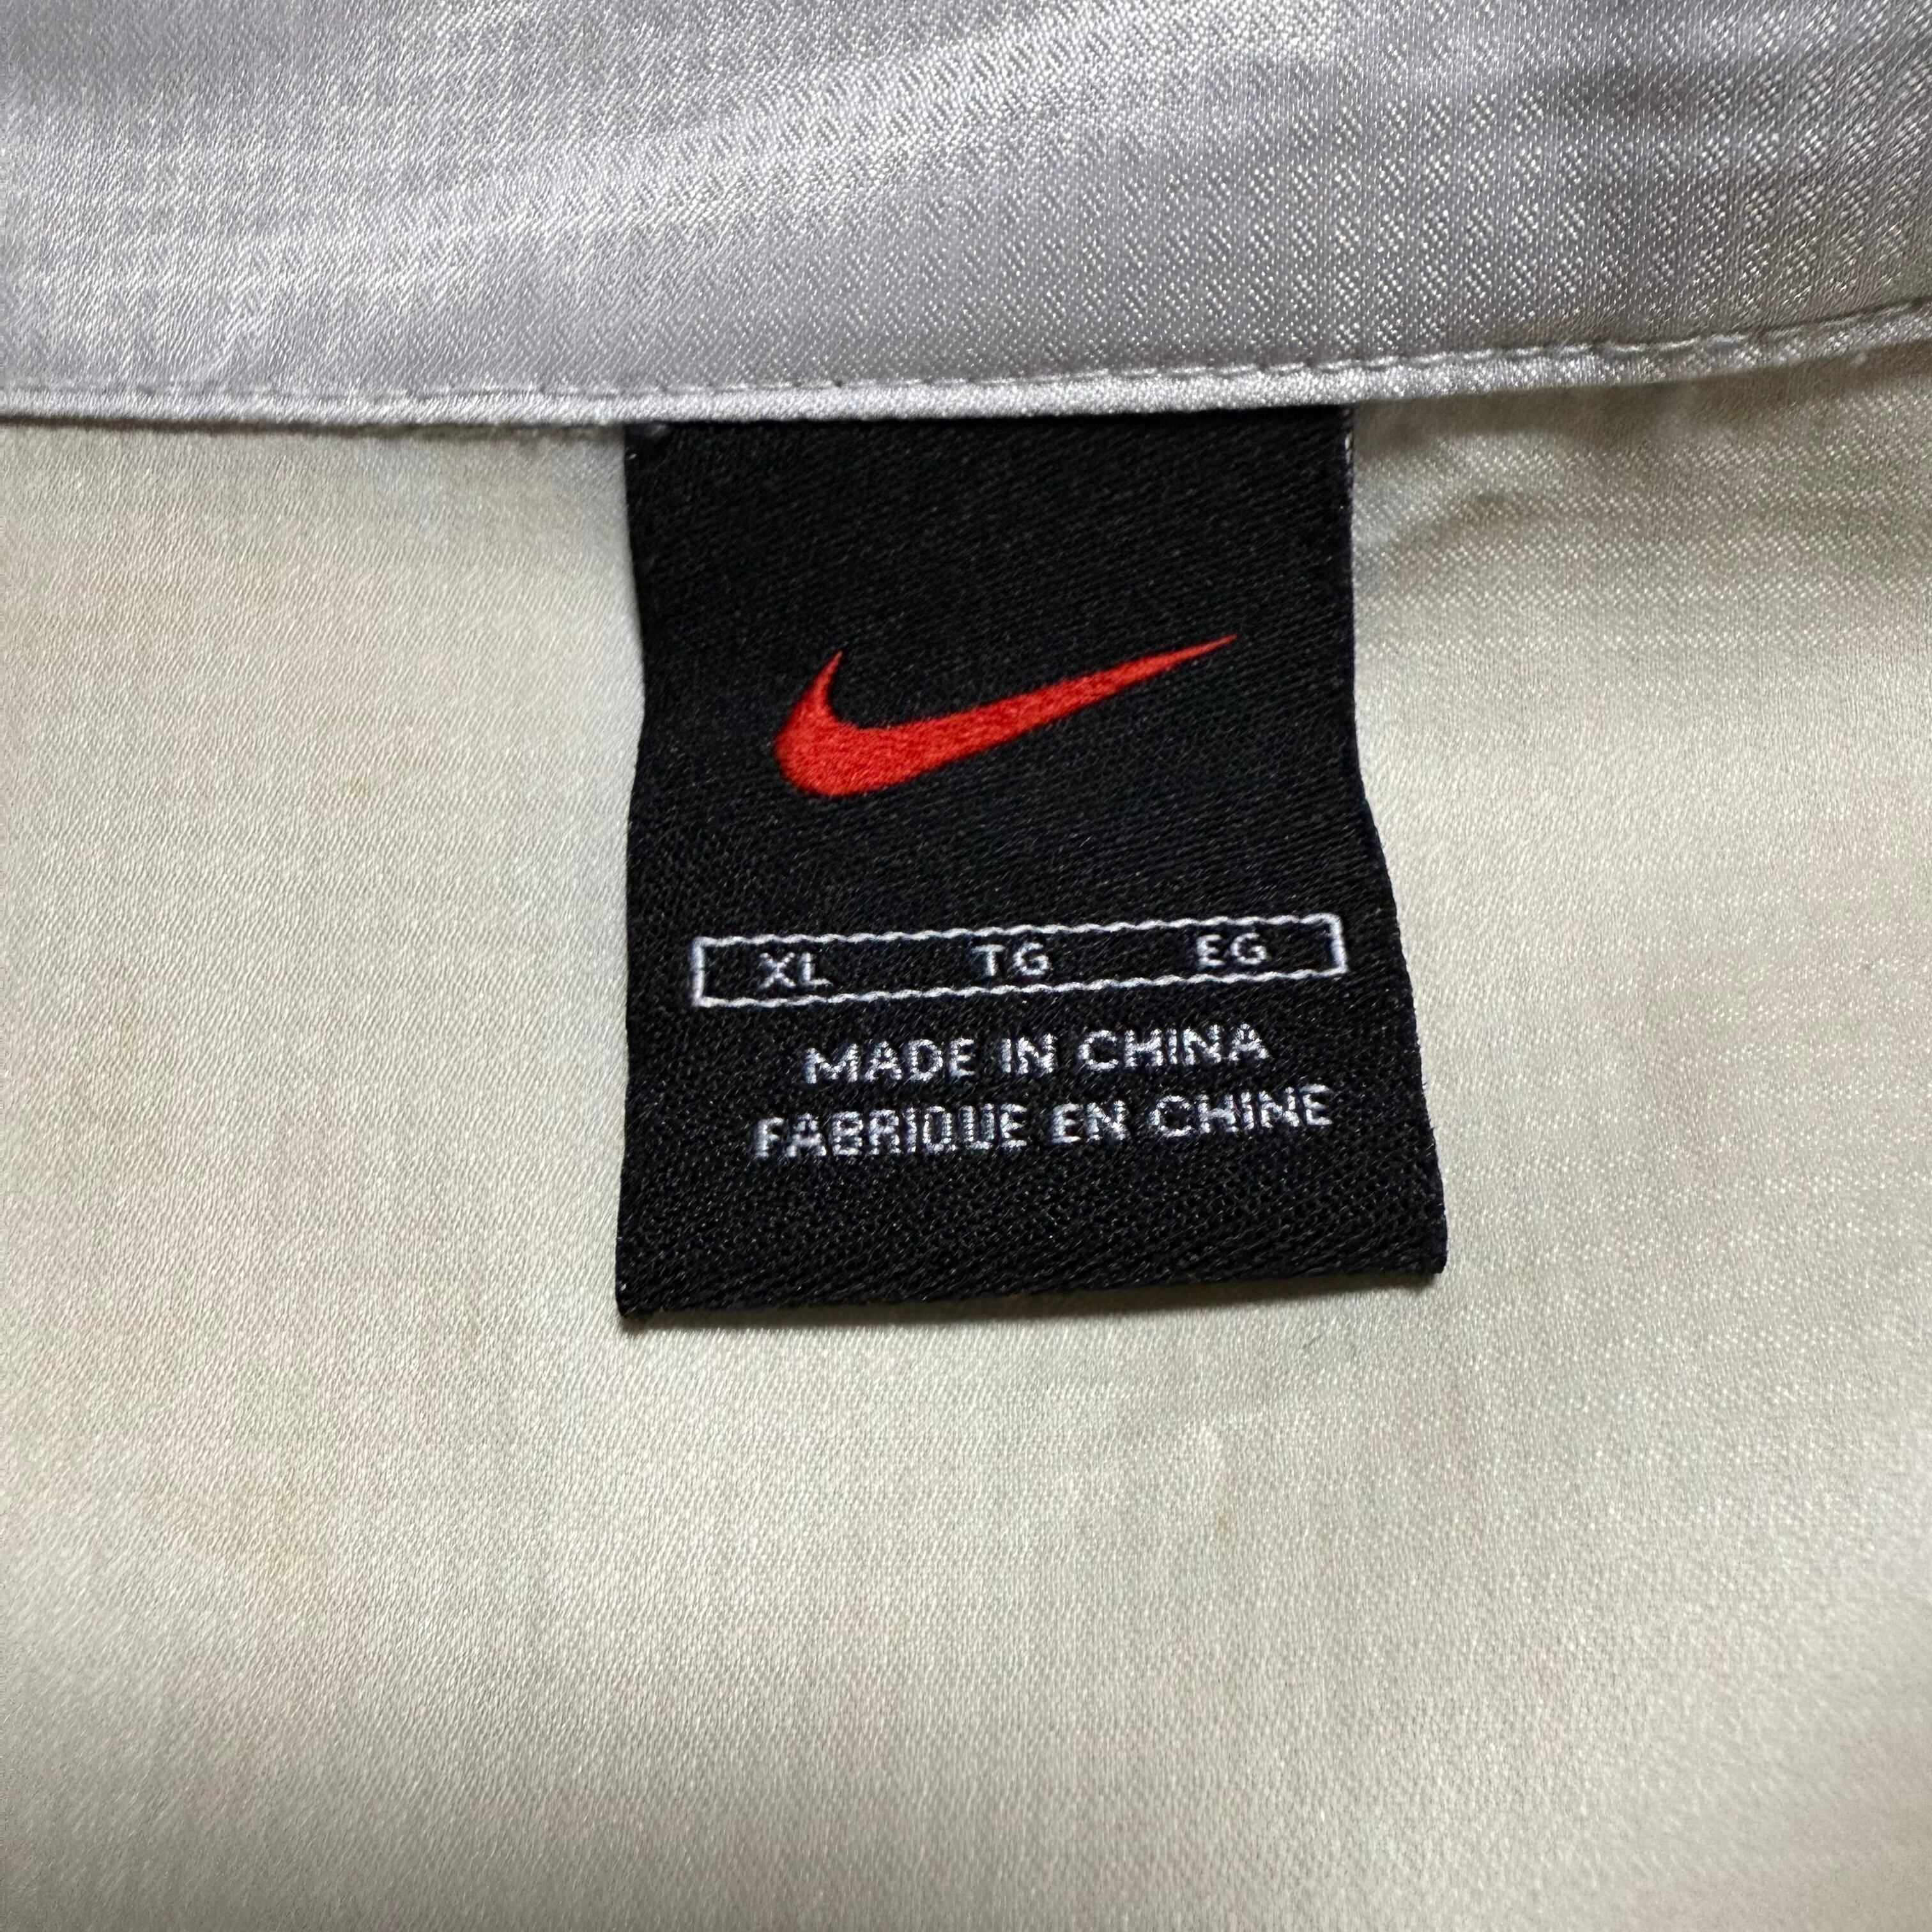 XL TG EG
MADE IN CHINA
FABRIQUE EN CHINE